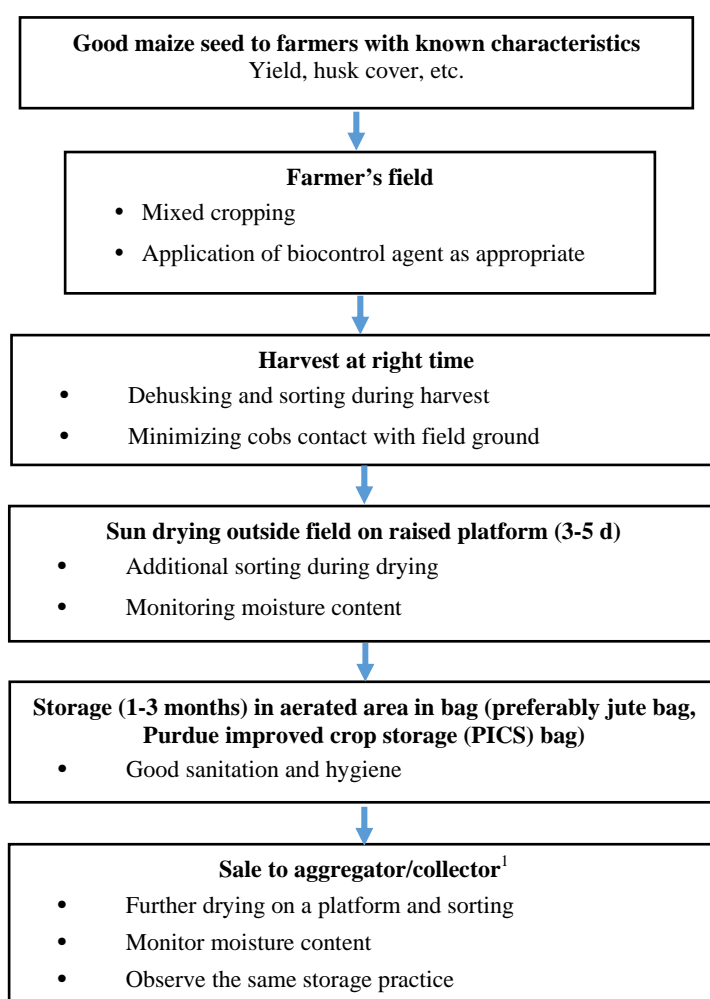 Good maize seed to farmers with known characteristics
Yield, husk cover, etc.
Farmer’s field
• Mixed cropping
• Application of biocontrol agent as appropriate
Harvest at right time
• Dehusking and sorting during harvest
• Minimizing cobs contact with field ground
Sun drying outside field on raised platform (3-5 d)
• Additional sorting during drying
• Monitoring moisture content
Storage (1-3 months) in aerated area in bag (preferably jute bag,
Purdue improved crop storage (PICS) bag)
• Good sanitation and hygiene
Sale to aggregator/collector¹
• Further drying on a platform and sorting
• Monitor moisture content
• Observe the same storage practice